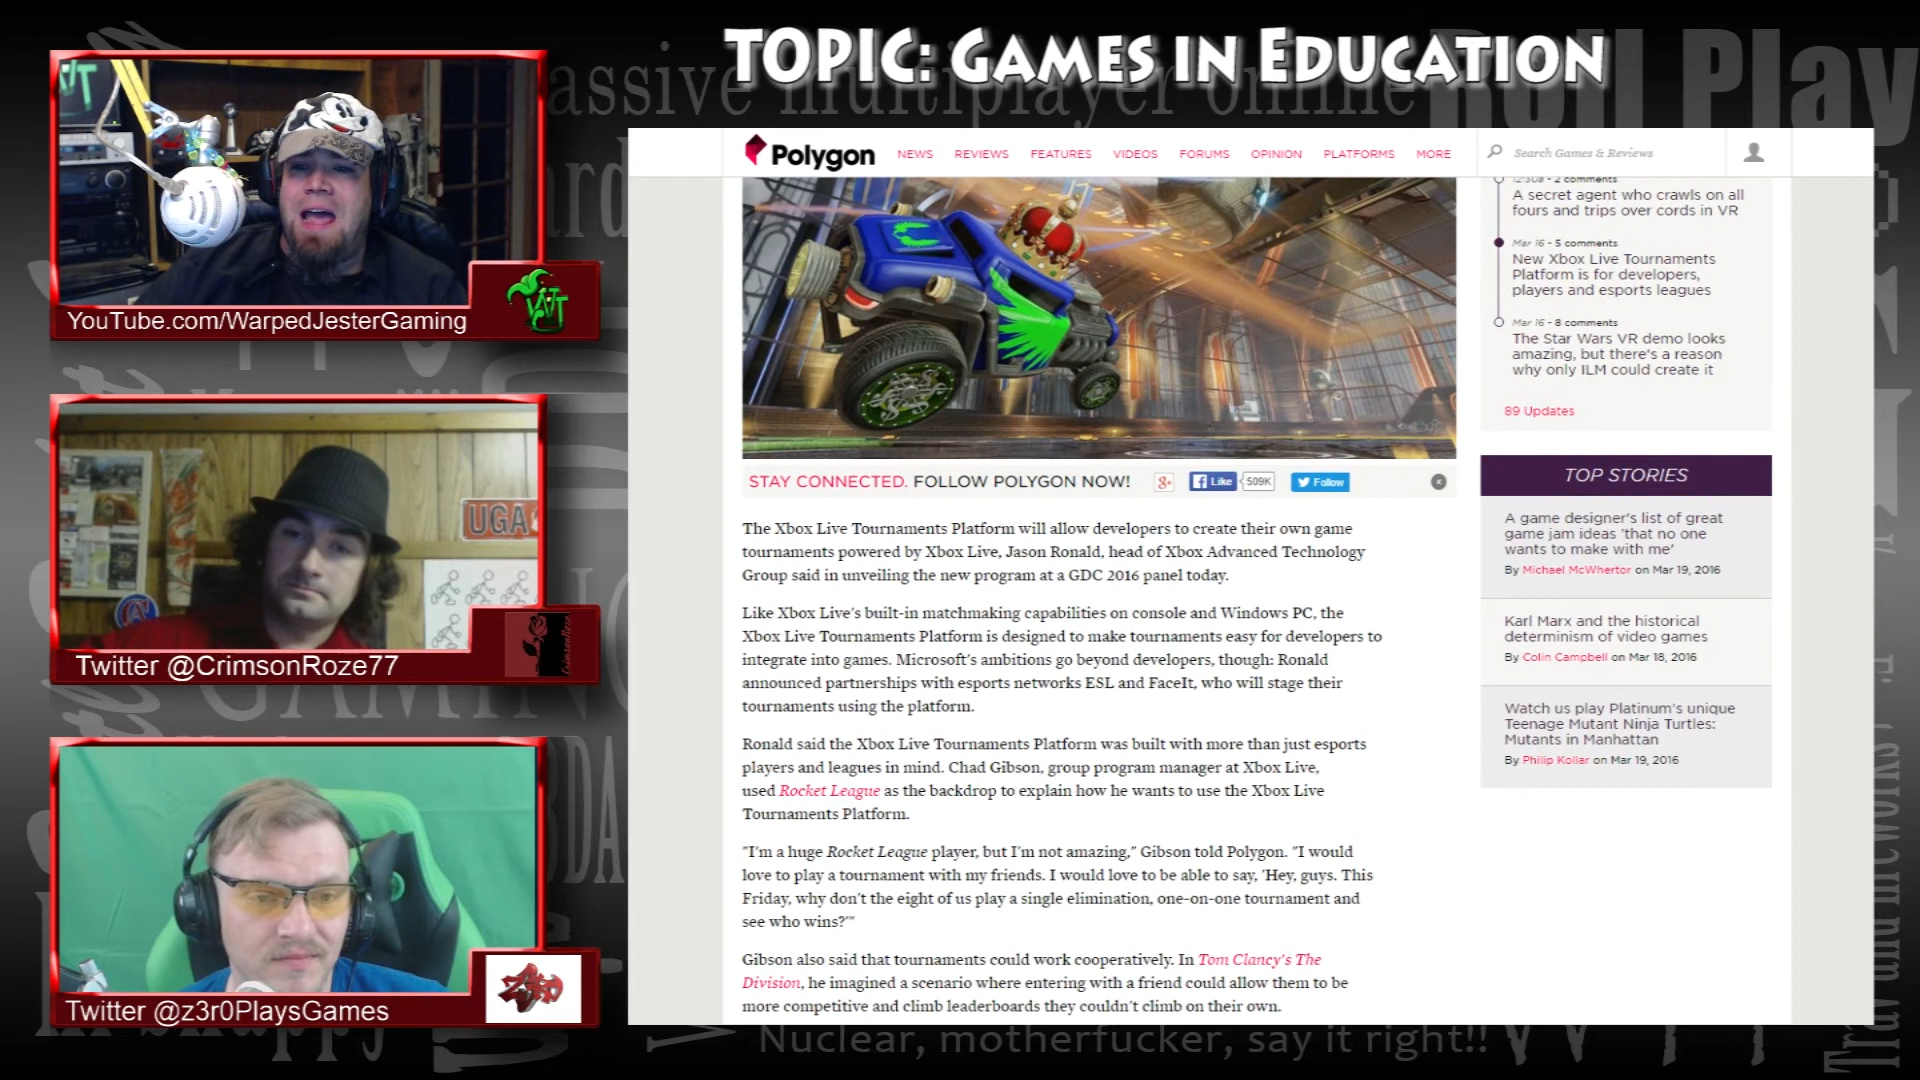 TOPIC: GAMES IN EDUCATION
assive multiplayer online
Roll Play
YouTube.com/WarpedJesterGaming
UGA
Twitter @CrimsonRoze77
Twitter @z3r0PlaysGames
Polygon
NEWS REVIEWS FEATURES VIDEOS FORUMS OPINION PLATFORMS MORE
Search Games & Reviews
STAY CONNECTED. FOLLOW POLYGON NOW!
Like 509K
Follow
The Xbox Live Tournaments Platform will allow developers to create their own game
tournaments powered by Xbox Live, Jason Ronald, head of Xbox Advanced Technology
Group said in unveiling the new program at a GDC 2016 panel today.
Like Xbox Live's built-in matchmaking capabilities on console and Windows PC, the
Xbox Live Tournaments Platform is designed to make tournaments easy for developers to
integrate into games. Microsoft's ambitions go beyond developers, though: Ronald
announced partnerships with esports networks ESL and FaceIt, who will stage their
tournaments using the platform.
Ronald said the Xbox Live Tournaments Platform was built with more than just esports
players and leagues in mind. Chad Gibson, group program manager at Xbox Live,
used Rocket League as the backdrop to explain how he wants to use the Xbox Live
Tournaments Platform.
"I'm a huge Rocket League player, but I'm not amazing," Gibson told Polygon. "I would
love to play a tournament with my friends. I would love to be able to say, 'Hey, guys. This
Friday, why don't the eight of us play a single elimination, one-on-one tournament and
see who wins?'"
Gibson also said that tournaments could work cooperatively. In Tom Clancy's The
Division, he imagined a scenario where entering with a friend could allow them to be
more competitive and climb leaderboards they couldn't climb on their own.
2 comments
A secret agent who crawls on all
fours and trips over cords in VR
Mar 16 - 5 comments
New Xbox Live Tournaments
Platform is for developers,
players and esports leagues
Mar 16 - 8 comments
The Star Wars VR demo looks
amazing, but there's a reason
why only ILM could create it
89 Updates
TOP STORIES
A game designer's list of great
game jam ideas 'that no one
wants to make with me'
By Michael McWhertor on Mar 19, 2016
Karl Marx and the historical
determinism of video games
By Colin Campbell on Mar 18, 2016
Watch us play Platinum's unique
Teenage Mutant Ninja Turtles:
Mutants in Manhattan
By Philip Kollar on Mar 19, 2016
Nuclear, motherfucker, say it right!!